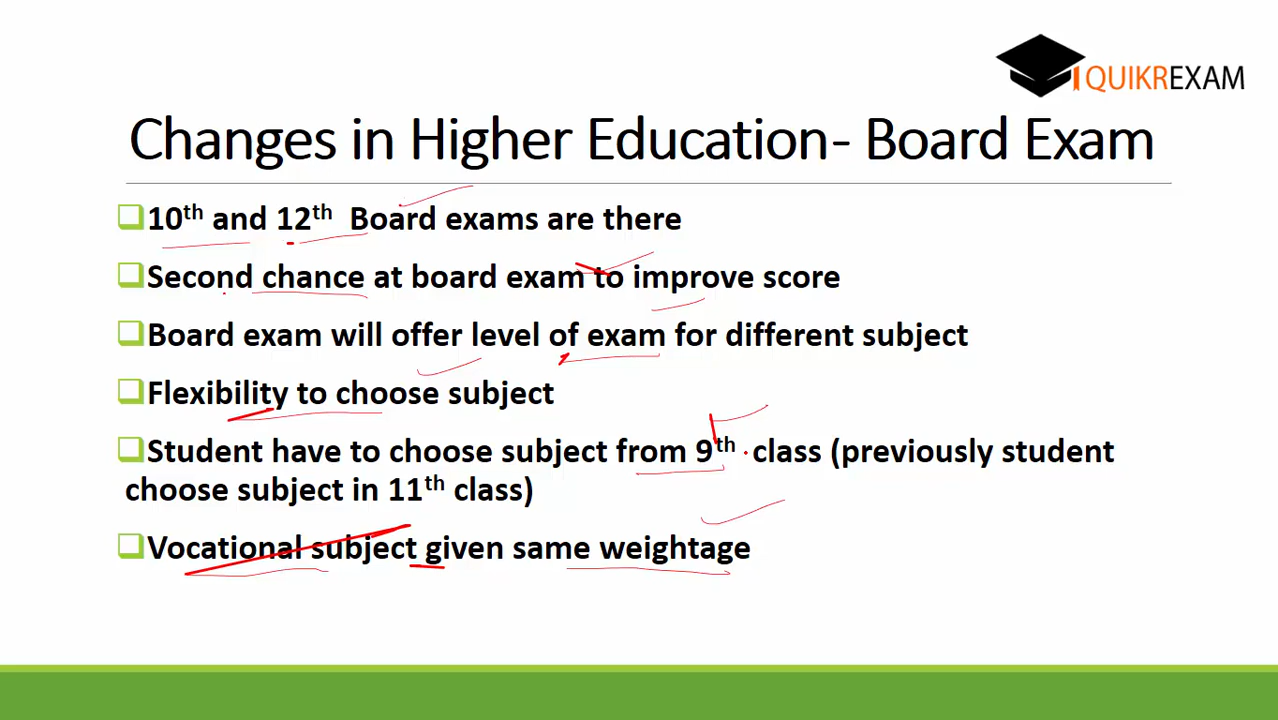 QUIKREXAM
Changes in Higher Education- Board Exam
10th and 12th Board exams are there
Second chance at board exam to improve score
Board exam will offer level of exam for different subject
Flexibility to choose subject
Student have to choose subject from 9th class (previously student
choose subject in 11th class)
Vocational subject given same weightage